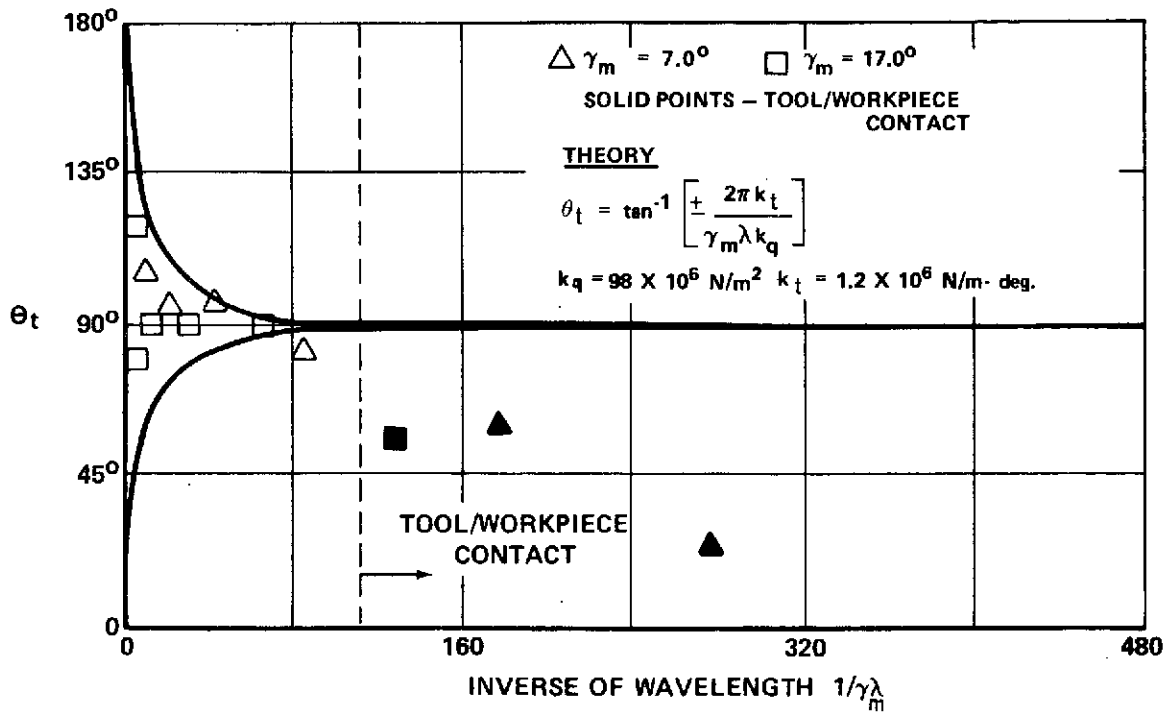 180°
135°
θt
90°
45°
0
△ γm = 7.0° □ γm = 17.0°
SOLID POINTS – TOOL/WORKPIECE
CONTACT
THEORY
θt = tan⁻¹ [± 2π kt / γm λ kq]
kq = 98 X 10⁶ N/m² kt = 1.2 X 10⁶ N/m- deg.
TOOL/WORKPIECE
CONTACT
0 160 320 480
INVERSE OF WAVELENGTH 1/γmλ